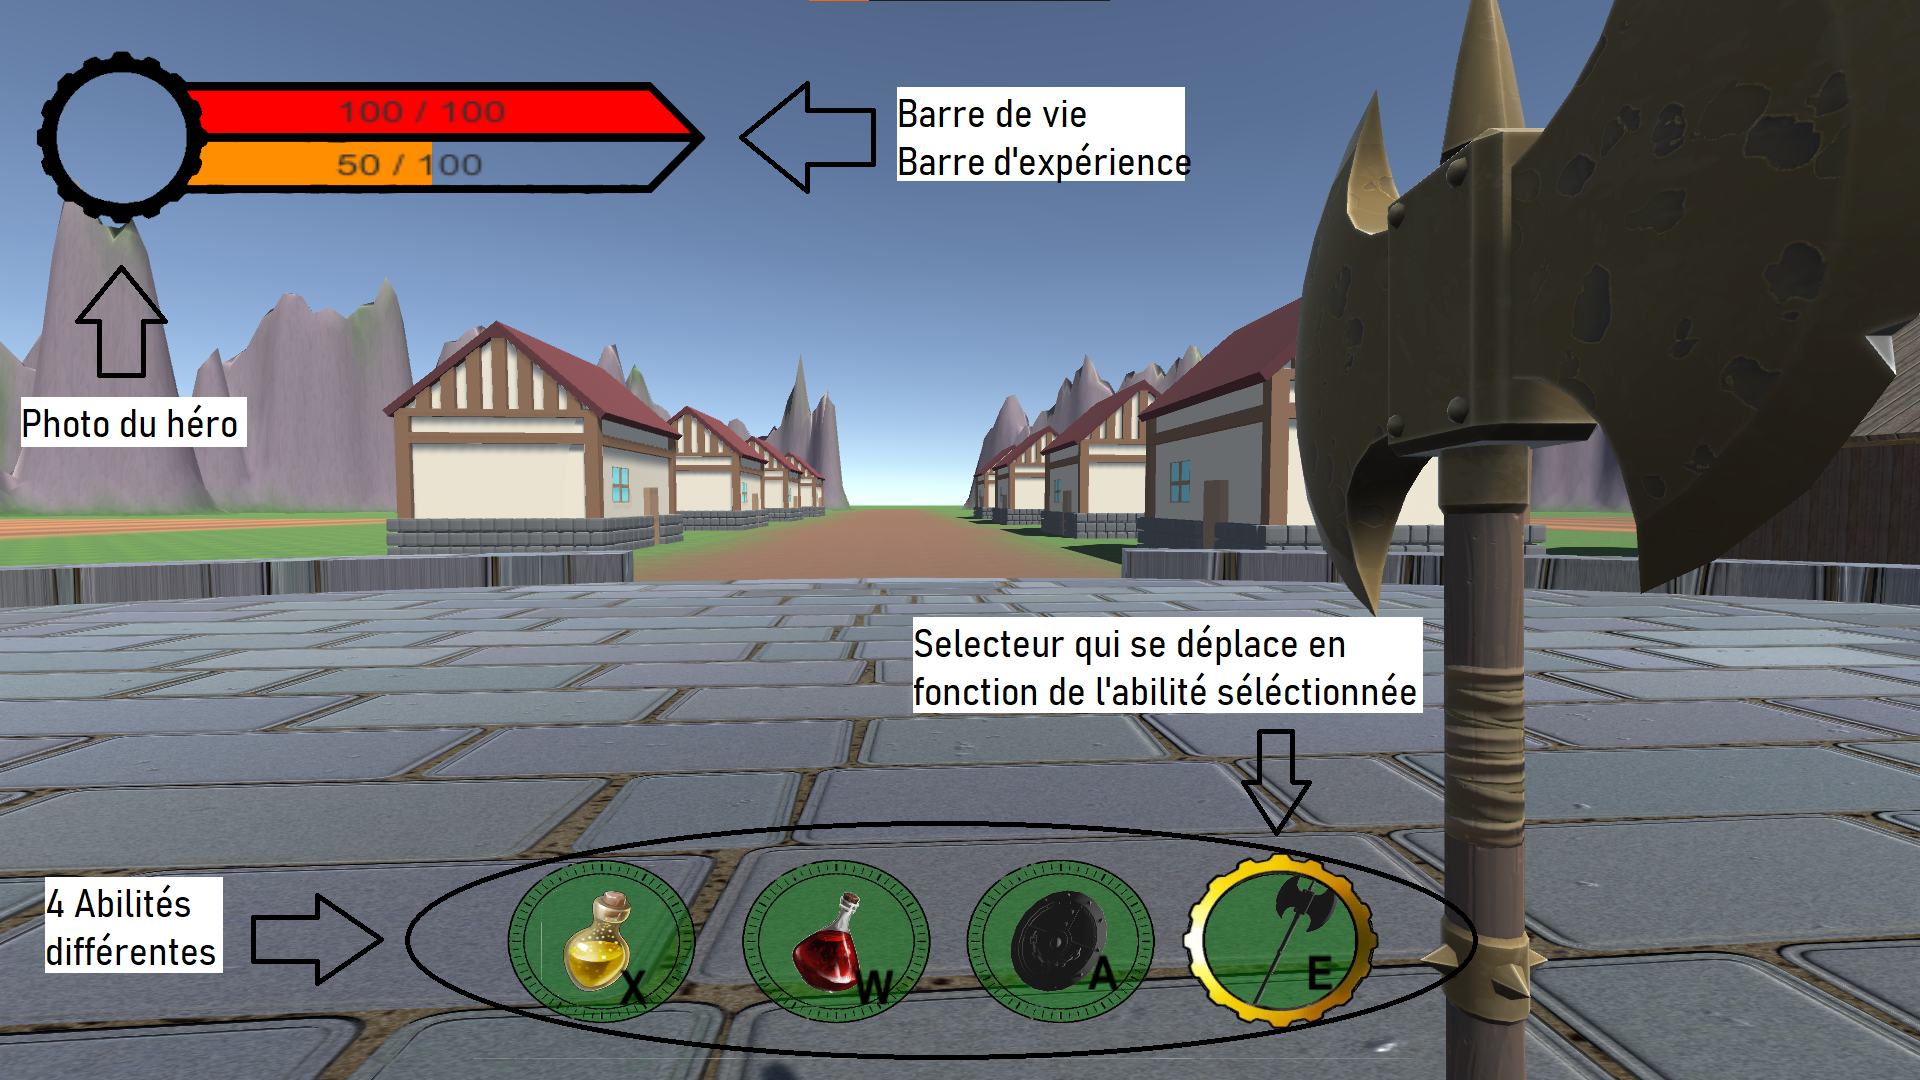 100 / 100
50 / 100
Barre de vie
Barre d'expérience
Photo du héro
Selecteur qui se déplace en
fonction de l'abilité séléctionnée
4 Abilités
différentes
X
W
A
E